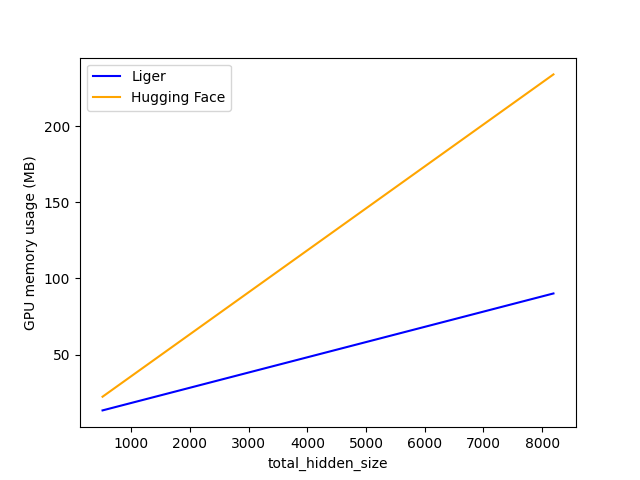 Liger
Hugging Face
GPU memory usage (MB)
200
150
100
50
1000 2000 3000 4000 5000 6000 7000 8000
total_hidden_size